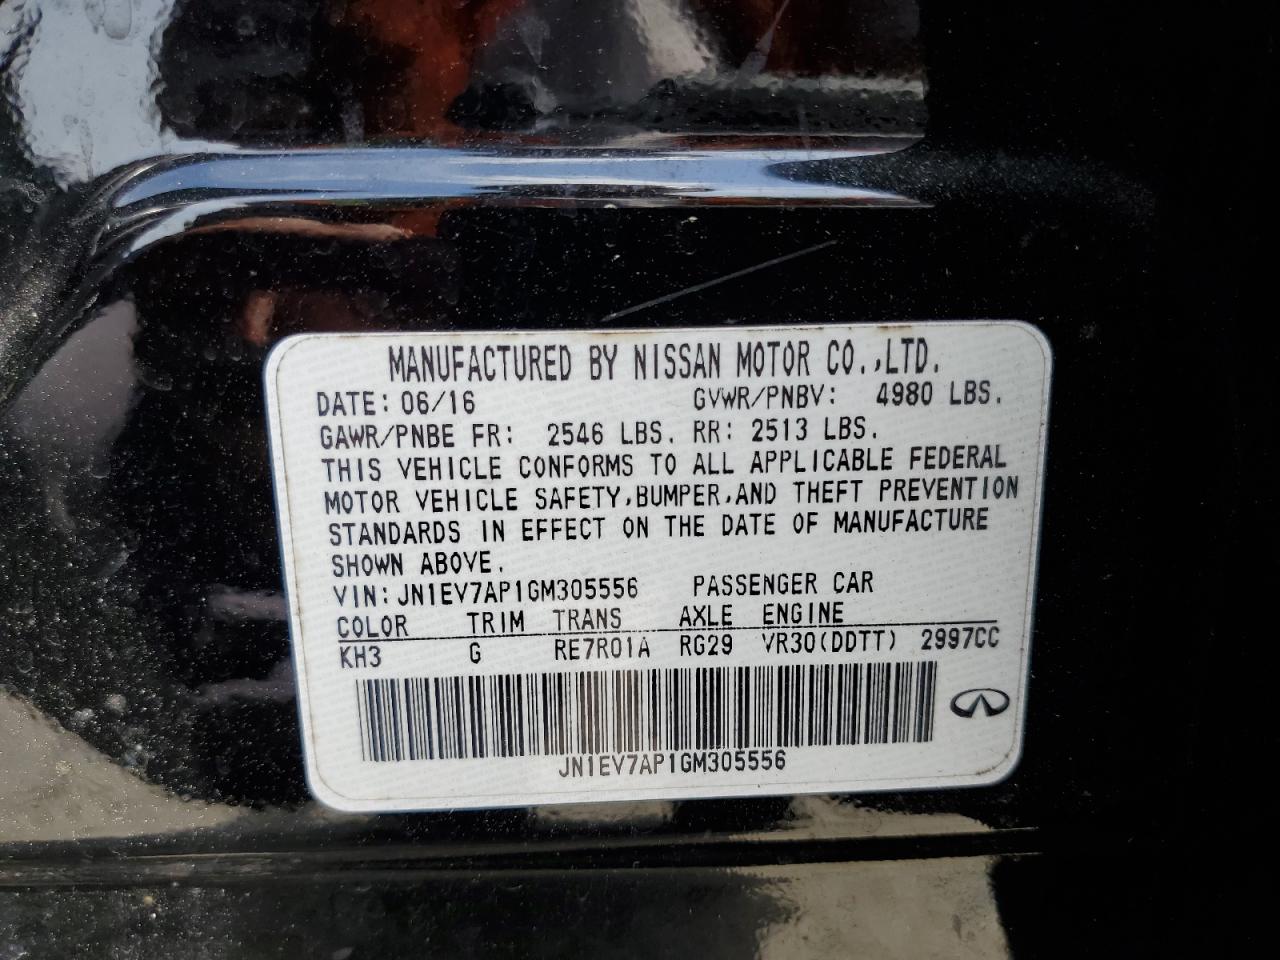 MANUFACTURED BY NISSAN MOTOR CO.,LTD.
DATE: 06/16 GVWR/PNBV: 4980 LBS.
GAWR/PNBE FR: 2546 LBS. RR: 2513 LBS.
THIS VEHICLE CONFORMS TO ALL APPLICABLE FEDERAL
MOTOR VEHICLE SAFETY,BUMPER,AND THEFT PREVENTION
STANDARDS IN EFFECT ON THE DATE OF MANUFACTURE
SHOWN ABOVE.
VIN: JN1EV7AP1GM305556 PASSENGER CAR
COLOR TRIM TRANS AXLE ENGINE
KH3 G RE7R01A RG29 VR30(DDTT) 2997CC
JN1EV7AP1GM305556